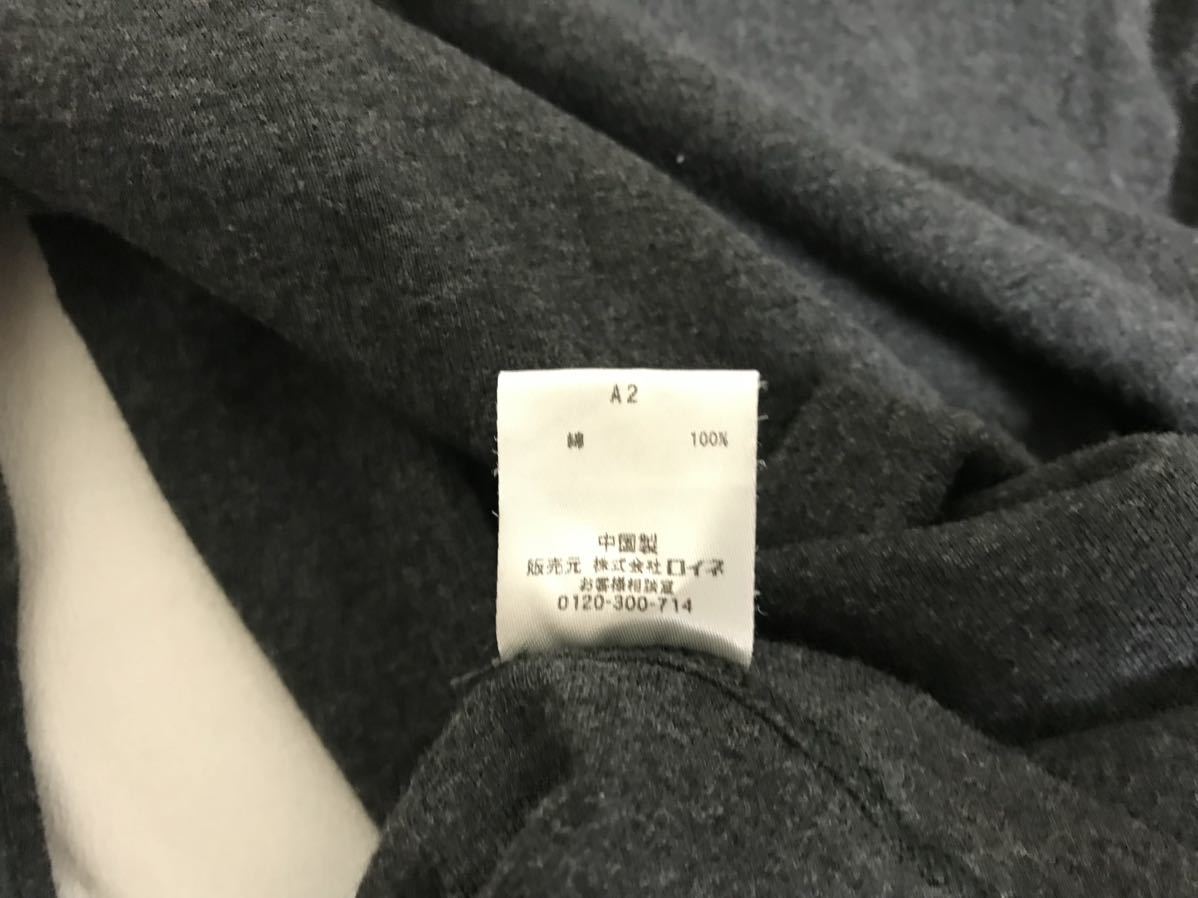 A2
綿 100%
中国製
販売元 株式会社ロイネ
お客様相談室
0120-300-714